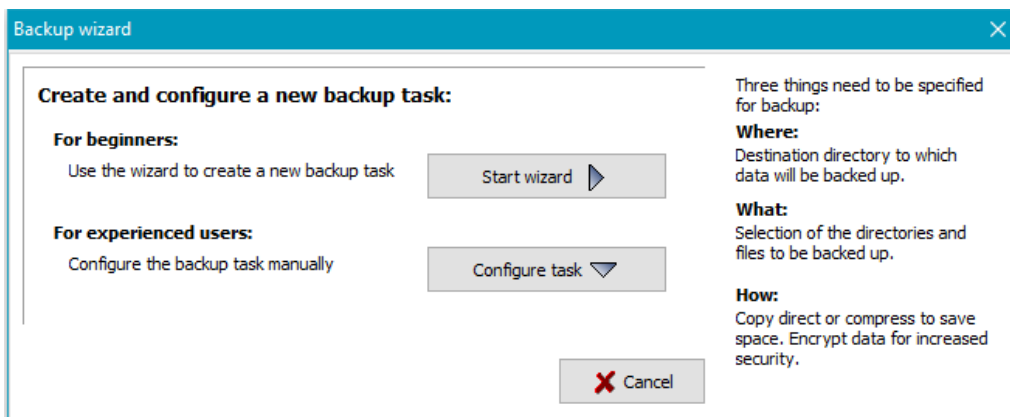 Backup wizard
Create and configure a new backup task:
For beginners:
Use the wizard to create a new backup task
Start wizard
For experienced users:
Configure the backup task manually
Configure task
Cancel
Three things need to be specified
for backup:
Where:
Destination directory to which
data will be backed up.
What:
Selection of the directories and
files to be backed up.
How:
Copy direct or compress to save
space. Encrypt data for increased
security.